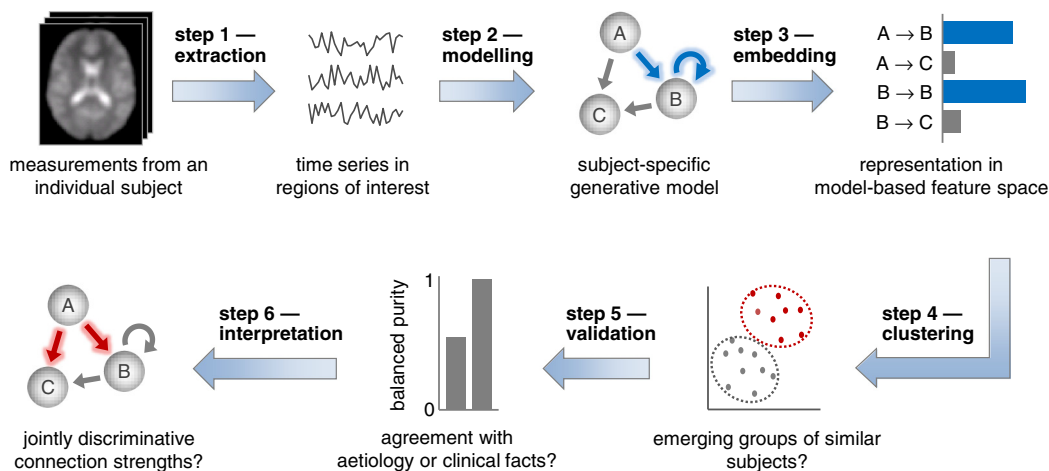 step 1 —
extraction
measurements from an
individual subject
time series in
regions of interest
step 2 —
modelling
A
B
C
subject-specific
generative model
step 3 —
embedding
A → B
A → C
B → B
B → C
representation in
model-based feature space
step 4 —
clustering
emerging groups of similar
subjects?
step 5 —
validation
1
balanced purity
0
agreement with
aetiology or clinical facts?
step 6 —
interpretation
A
B
C
jointly discriminative
connection strengths?